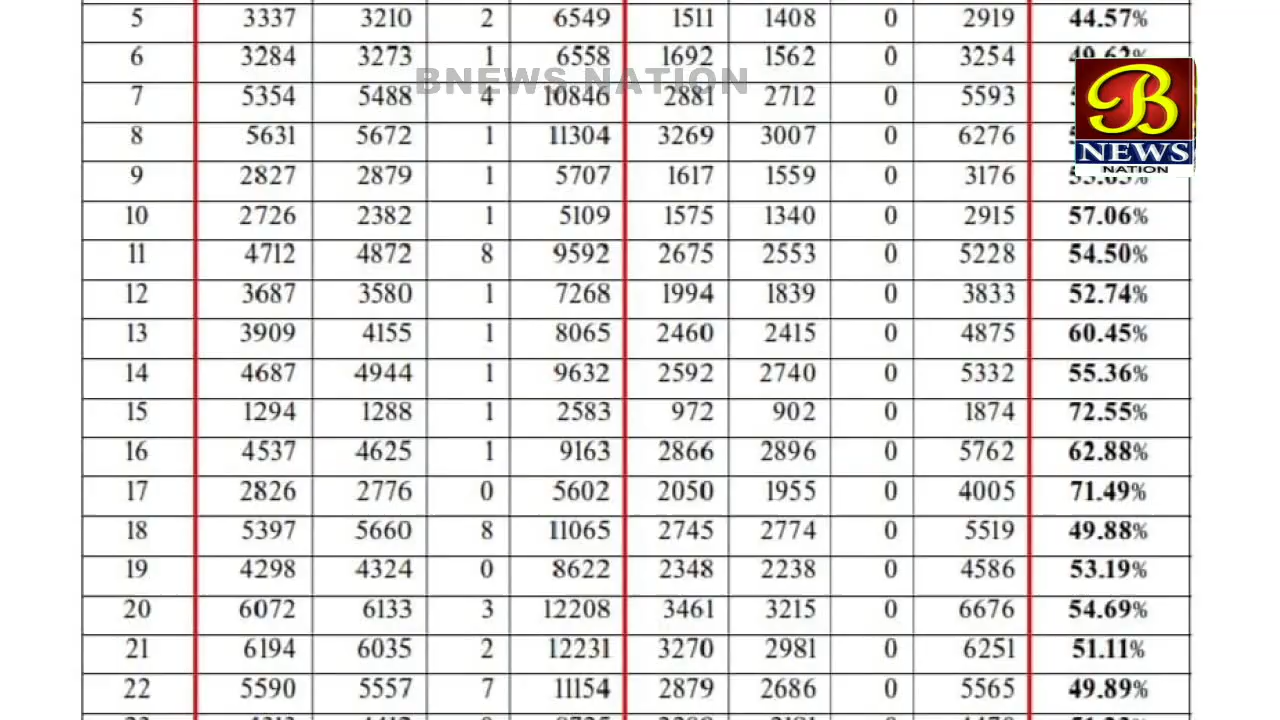 5 3337 3210 2 6549 1511 1408 0 2919 44.57%
6 3284 3273 1 6558 1692 1562 0 3254 49.62%
BNEWS NATION
7 5354 5488 4 10846 2881 2712 0 5593
8 5631 5672 1 11304 3269 3007 0 6276
B
NEWS
NATION
9 2827 2879 1 5707 1617 1559 0 3176
10 2726 2382 1 5109 1575 1340 0 2915 57.06%
11 4712 4872 8 9592 2675 2553 0 5228 54.50%
12 3687 3580 1 7268 1994 1839 0 3833 52.74%
13 3909 4155 1 8065 2460 2415 0 4875 60.45%
14 4687 4944 1 9632 2592 2740 0 5332 55.36%
15 1294 1288 1 2583 972 902 0 1874 72.55%
16 4537 4625 1 9163 2866 2896 0 5762 62.88%
17 2826 2776 0 5602 2050 1955 0 4005 71.49%
18 5397 5660 8 11065 2745 2774 0 5519 49.88%
19 4298 4324 0 8622 2348 2238 0 4586 53.19%
20 6072 6133 3 12208 3461 3215 0 6676 54.69%
21 6194 6035 2 12231 3270 2981 0 6251 51.11%
22 5590 5557 7 11154 2879 2686 0 5565 49.89%